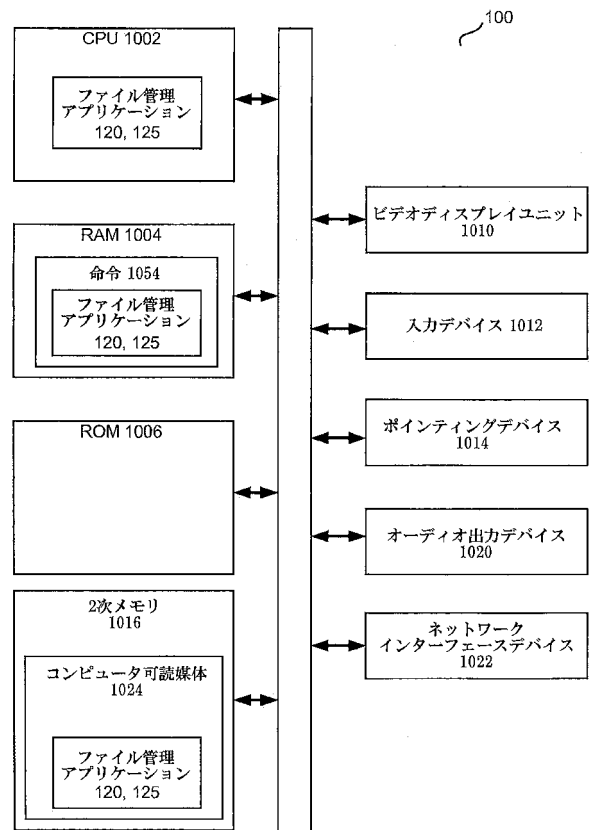 100
CPU 1002
ファイル管理
アプリケーション
120, 125
RAM 1004
命令 1054
ファイル管理
アプリケーション
120, 125
ROM 1006
2次メモリ
1016
コンピュータ可読媒体
1024
ファイル管理
アプリケーション
120, 125
ビデオディスプレイユニット
1010
入力デバイス 1012
ポインティングデバイス
1014
オーディオ出力デバイス
1020
ネットワーク
インターフェースデバイス
1022